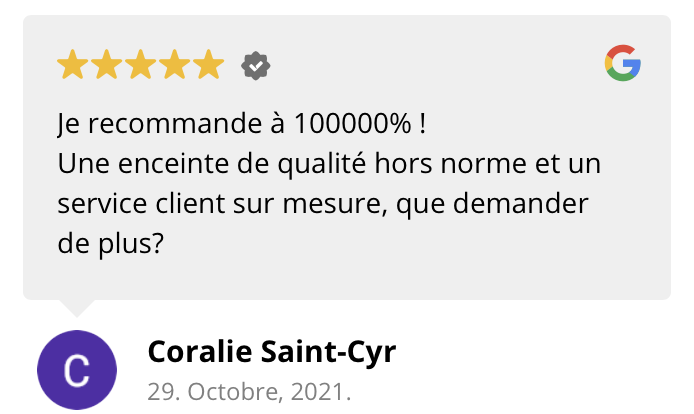 Je recommande à 100000% !
Une enceinte de qualité hors norme et un
service client sur mesure, que demander
de plus?
C
Coralie Saint-Cyr
29. Octobre, 2021.